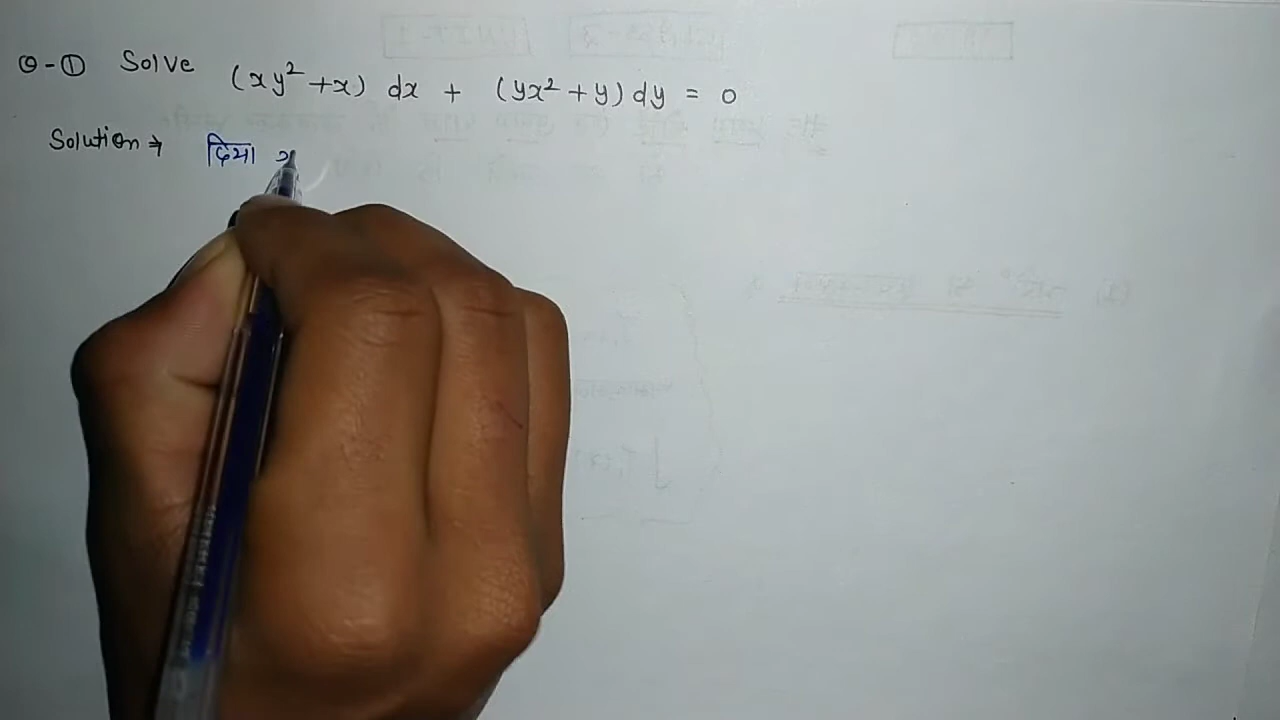 Q-① Solve (xy²+x) dx + (yx²+y) dy = 0
Solution → दिया